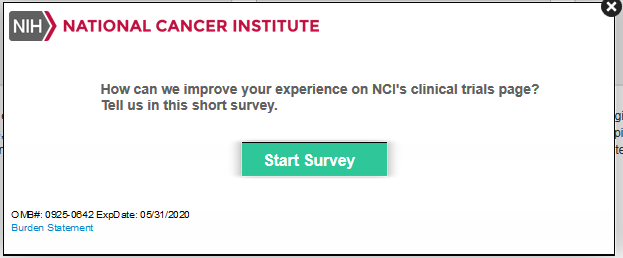 NIH NATIONAL CANCER INSTITUTE
How can we improve your experience on NCI's clinical trials page?
Tell us in this short survey.
Start Survey
OMB#: 0925-0642 ExpDate: 05/31/2020
Burden Statement